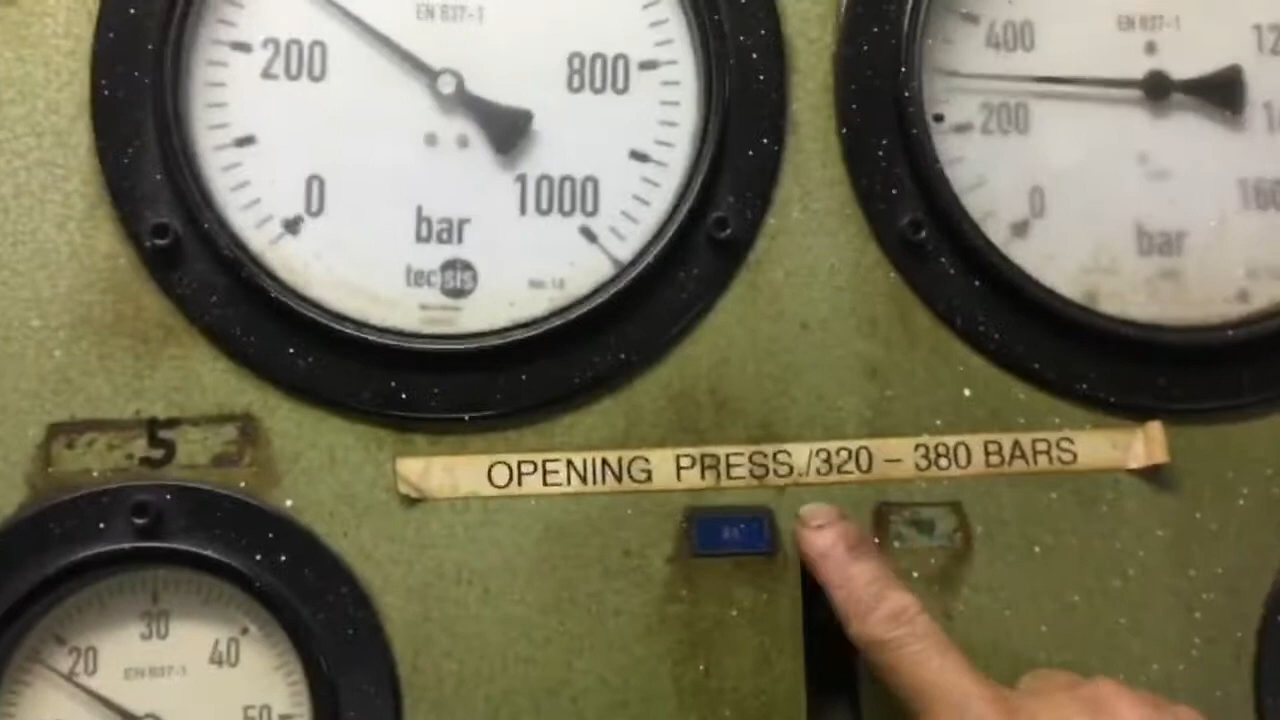 EN 837-1
200
800
0
1000
bar
tecsis
EN 837-1
400
200
0
bar
5
OPENING PRESS./320 – 380 BARS
30
20
40
EN 837-1
50